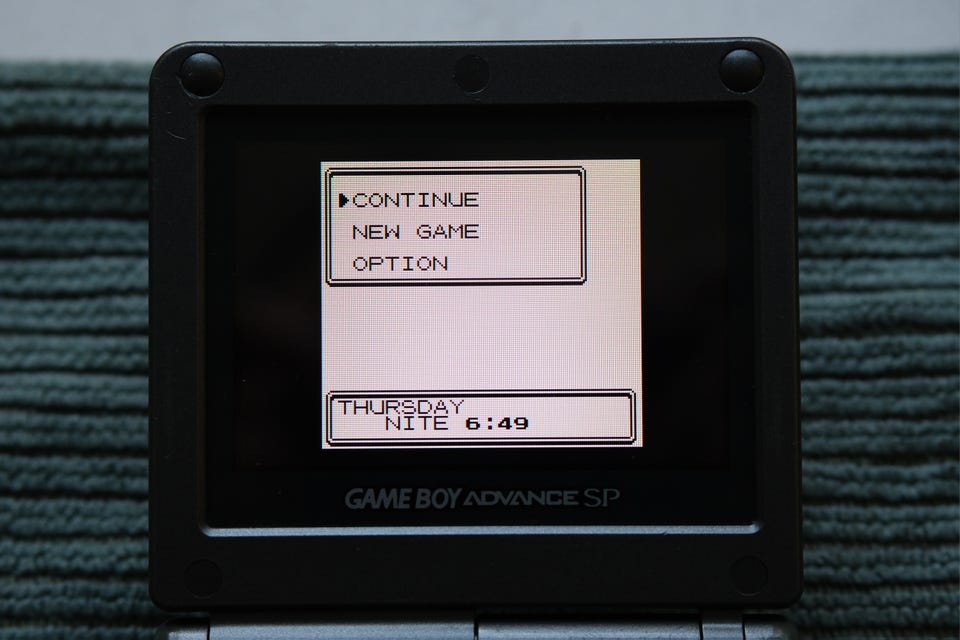 CONTINUE
NEW GAME
OPTION
THURSDAY
NITE 6:49
GAME BOY ADVANCE SP